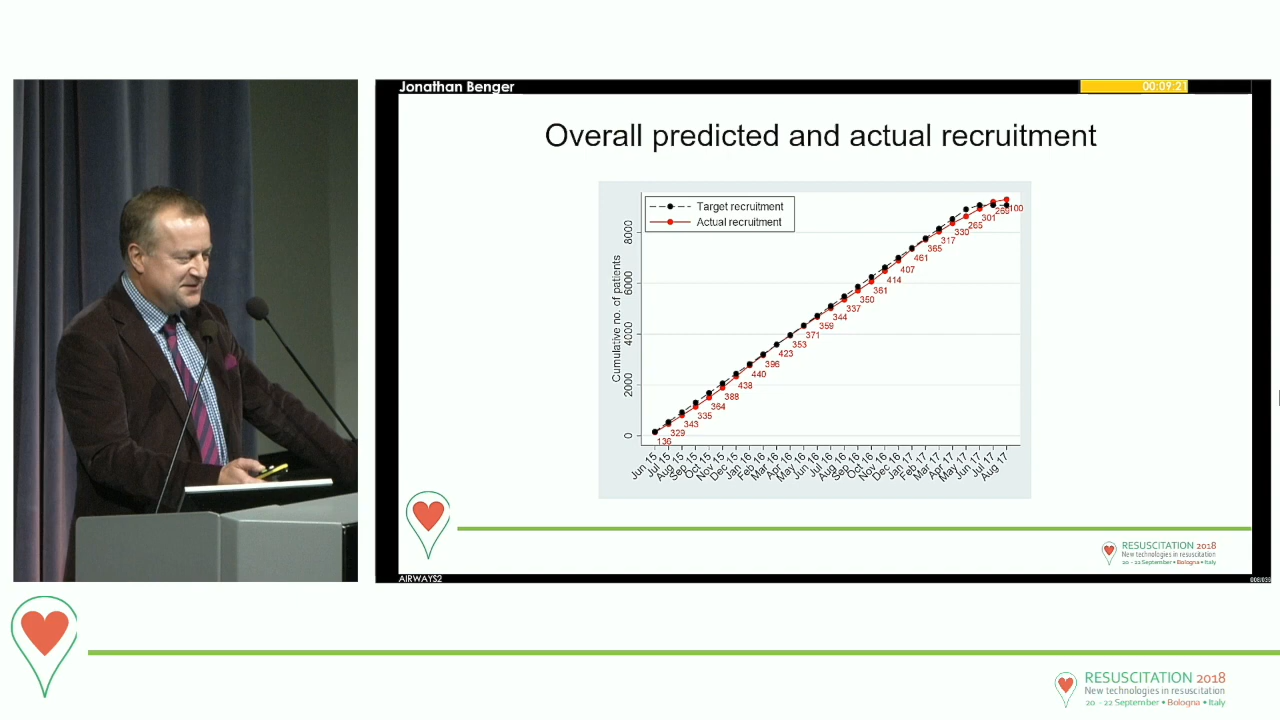 Jonathan Benger
00:09:21
Overall predicted and actual recruitment
Target recruitment
Actual recruitment
Cumulative no. of patients
8000
6000
4000
2000
0
136
329
343
335
364
388
438
440
396
423
353
371
359
344
337
350
381
414
407
461
365
317
330
265
301
100
Jun 15
Jul 15
Aug 15
Sep 15
Oct 15
Nov 15
Dec 15
Jan 16
Feb 16
Mar 16
Apr 16
May 16
Jun 16
Jul 16
Aug 16
Sep 16
Oct 16
Nov 16
Dec 16
Jan 17
Feb 17
Mar 17
Apr 17
May 17
Jun 17
Jul 17
Aug 17
RESUSCITATION 2018
New technologies in resuscitation
20 - 22 September • Bologna • Italy
AIRWAYS2
RESUSCITATION 2018
New technologies in resuscitation
20 - 22 September • Bologna • Italy